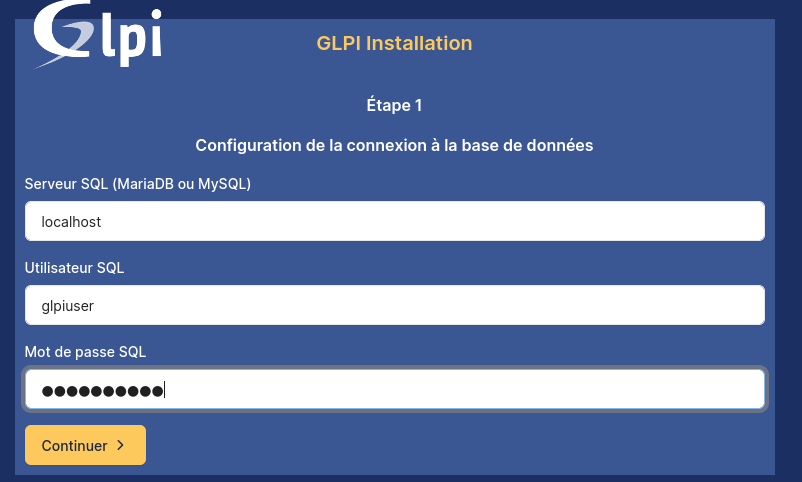 Glpi
GLPI Installation
Étape 1
Configuration de la connexion à la base de données
Serveur SQL (MariaDB ou MySQL)
localhost
Utilisateur SQL
glpiuser
Mot de passe SQL
●●●●●●●●●●
Continuer